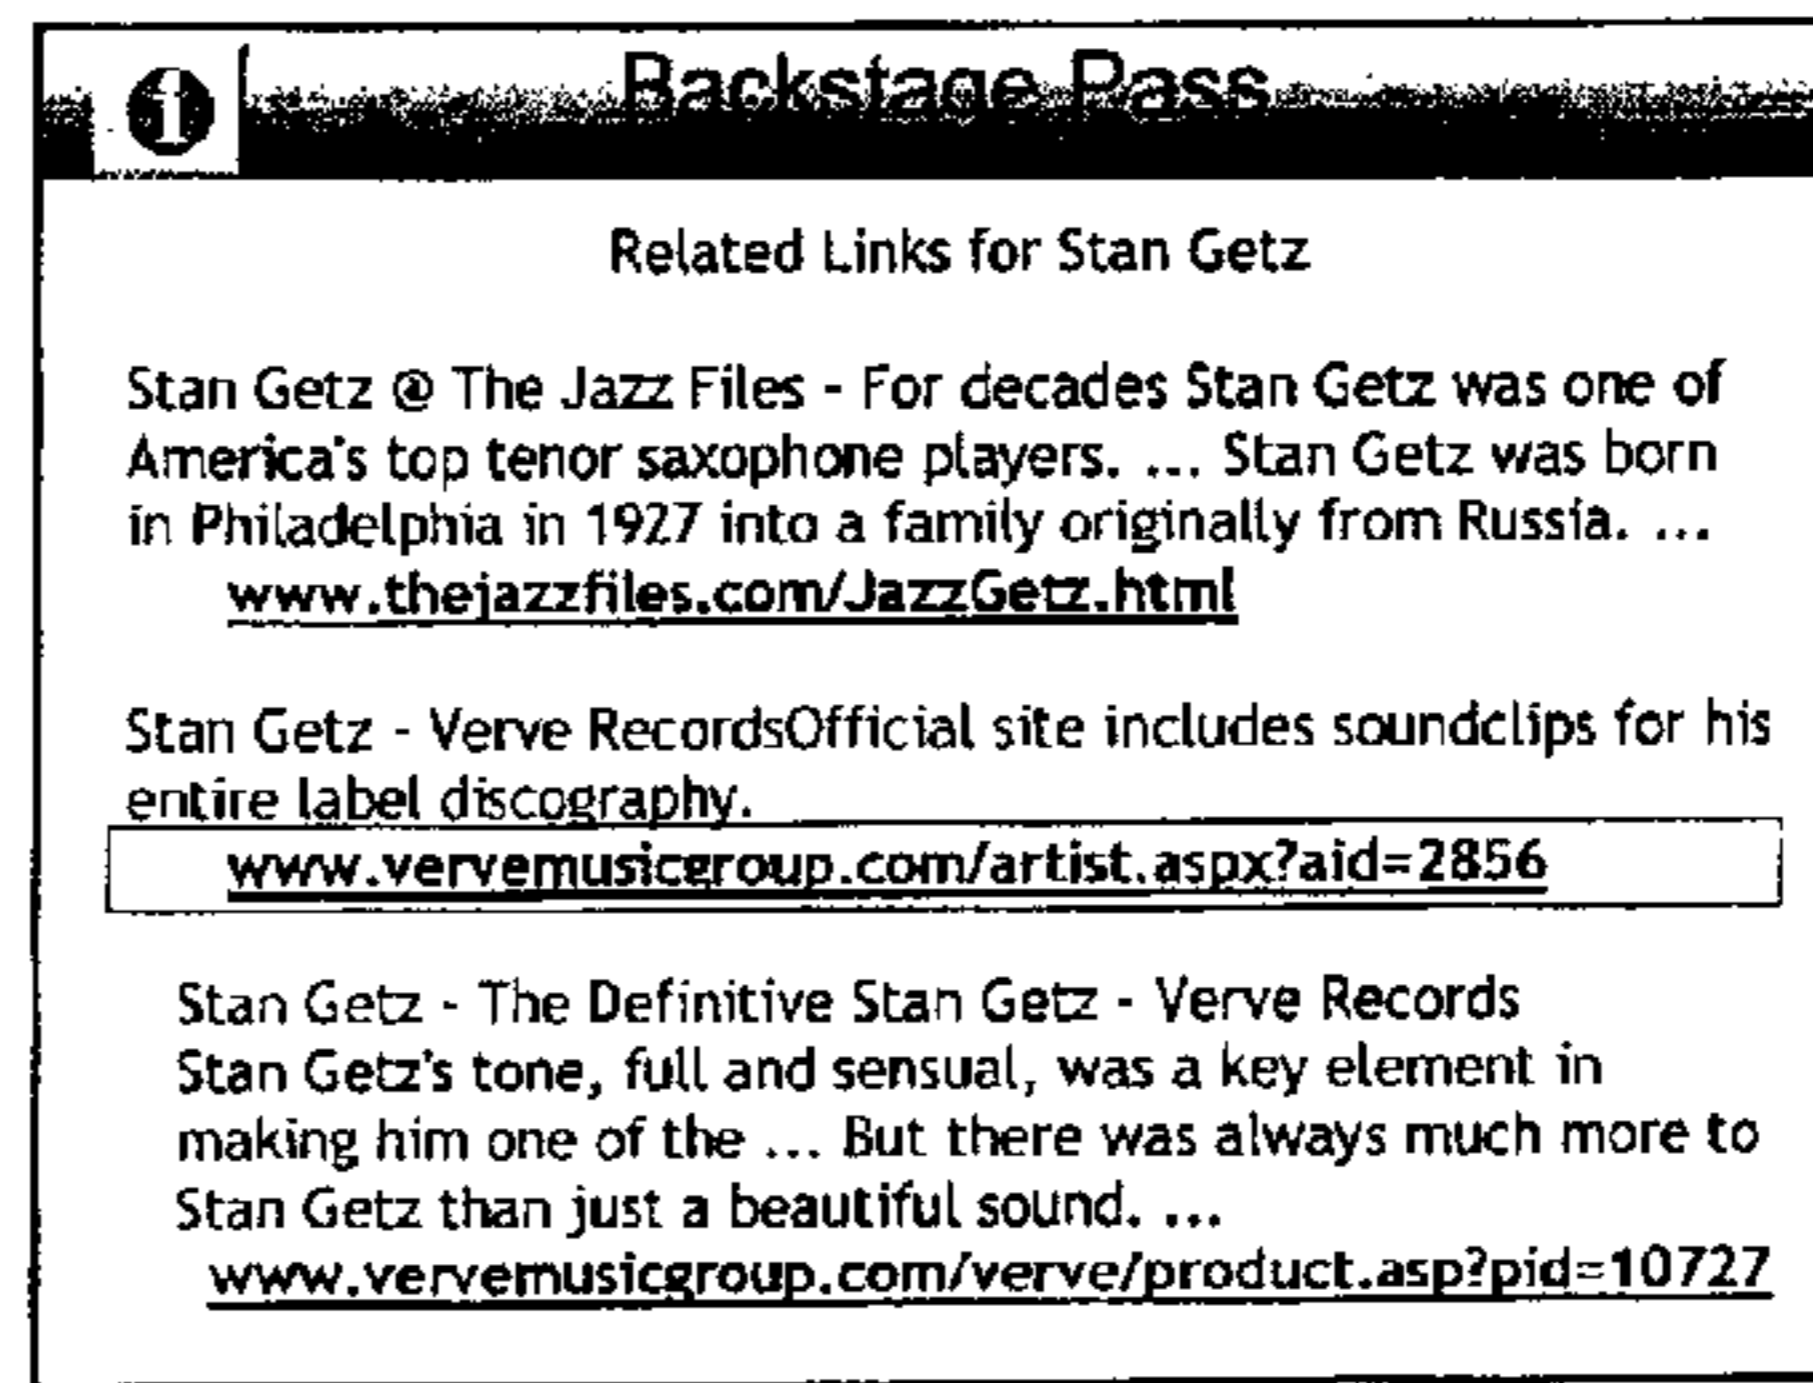 i
Backstage Pass
Related Links for Stan Getz
Stan Getz @ The Jazz Files - For decades Stan Getz was one of
America's top tenor saxophone players. ... Stan Getz was born
in Philadelphia in 1927 into a family originally from Russia. ...
www.thejazzfiles.com/JazzGetz.html
Stan Getz - Verve RecordsOfficial site includes soundclips for his
entire label discography.
www.vervemusicgroup.com/artist.aspx?aid=2856
Stan Getz - The Definitive Stan Getz - Verve Records
Stan Getz's tone, full and sensual, was a key element in
making him one of the ... But there was always much more to
Stan Getz than just a beautiful sound. ...
www.vervemusicgroup.com/verve/product.asp?pid=10727